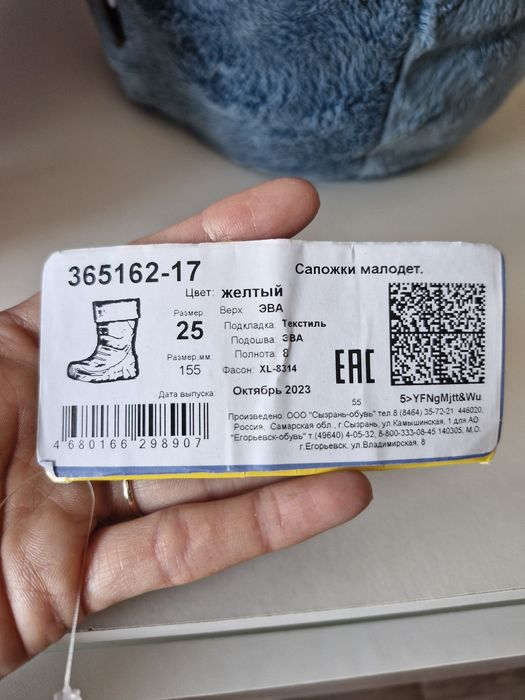 365162-17
Сапожки малодет.
Цвет: желтый
Размер
25
Размер,мм
155
Верх: ЭВА
Подкладка: Текстиль
Подошва: ЭВА
Полнота: 8
Фасон: XL-8314
EAC
Дата выпуска: Октябрь 2023
55
5>YFNgMjtt&Wu
4 680166 298907
Произведено: ООО "Сызрань-обувь" тел.8 (8464) 35-72-21 446020,
Россия, Самарская обл., г.Сызрань, ул.Камышинская, 1 для АО
"Егорьевск-обувь" т.(49640) 4-05-32, 8-800-333-08-45 140305, М.О.
г.Егорьевск, ул.Владимирская, 8